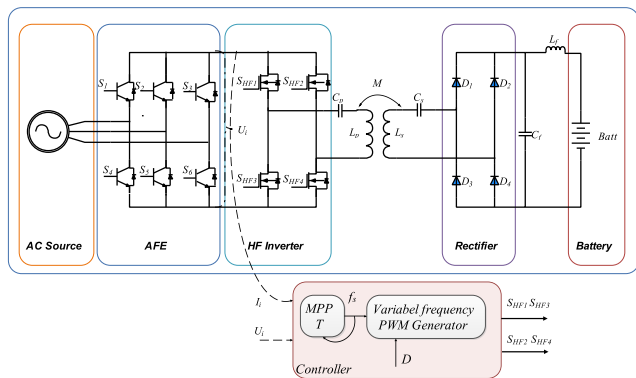 S1
S2
S3
S4
S5
S6
Ui
SHF1
SHF2
SHF3
SHF4
Cp
M
Cs
Lp
Ls
D1
D2
D3
D4
Cf
Lf
Batt
AC Source
AFE
HF Inverter
Rectifier
Battery
Ii
Ui
MPP
T
fs
Variabel frequency
PWM Generator
D
Controller
SHF1 SHF3
SHF2 SHF4